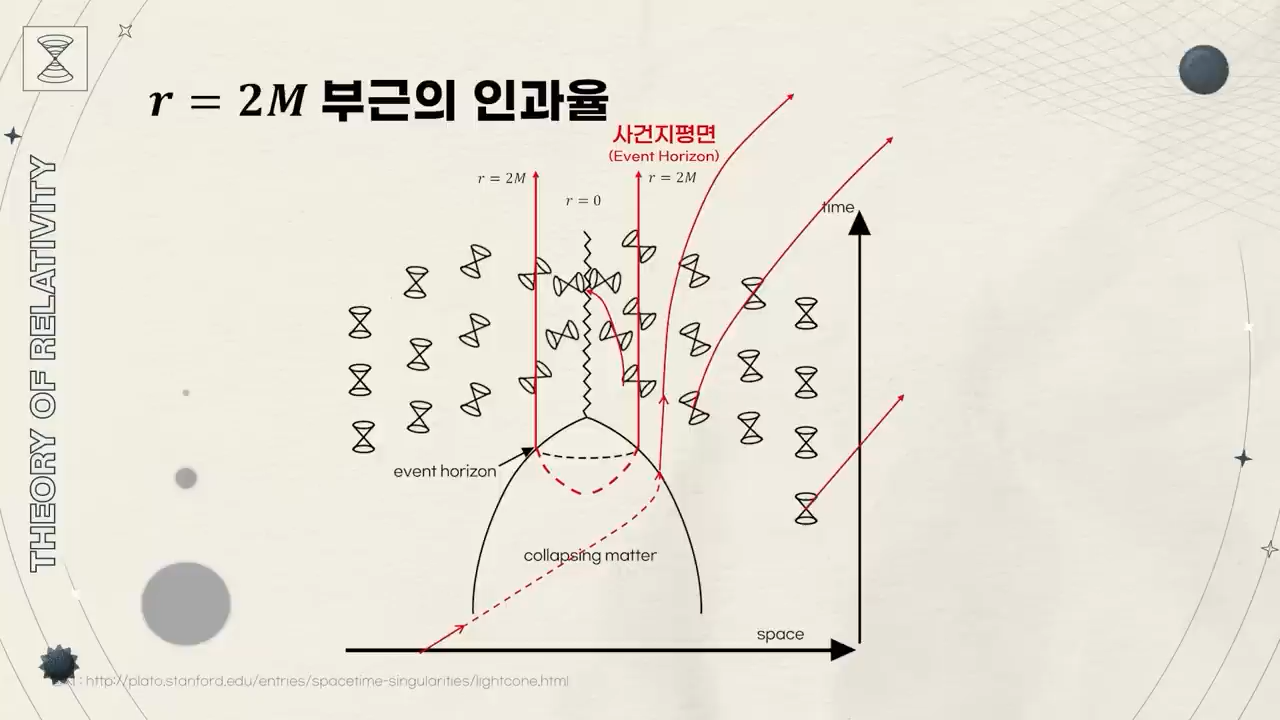 r = 2M 부근의 인과율
사건지평면
(Event Horizon)
r = 2M
r = 2M
r = 0
time
event horizon
collapsing matter
space
THEORY OF RELATIVITY
: http://plato.stanford.edu/entries/spacetime-singularities/lightcone.html